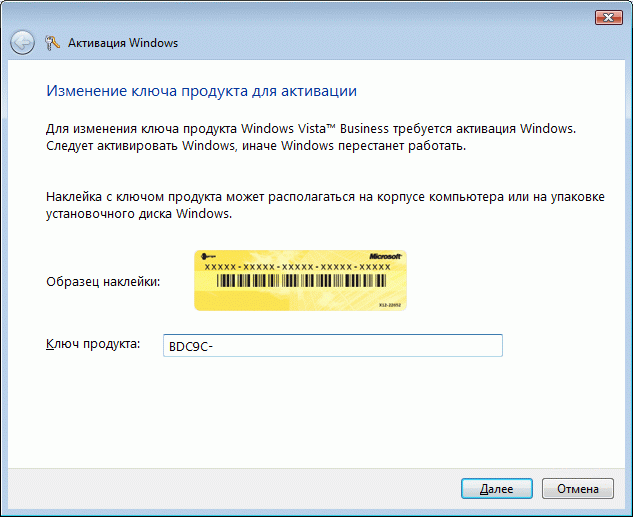 Активация Windows
Изменение ключа продукта для активации
Для изменения ключа продукта Windows Vista™ Business требуется активация Windows.
Следует активировать Windows, иначе Windows перестанет работать.
Наклейка с ключом продукта может располагаться на корпусе компьютера или на упаковке
установочного диска Windows.
Microsoft
XXXXX-XXXXX-XXXXX-XXXXX-XXXXX
Образец наклейки:
X12-22852
Ключ продукта: BDC9C-
Далее Отмена